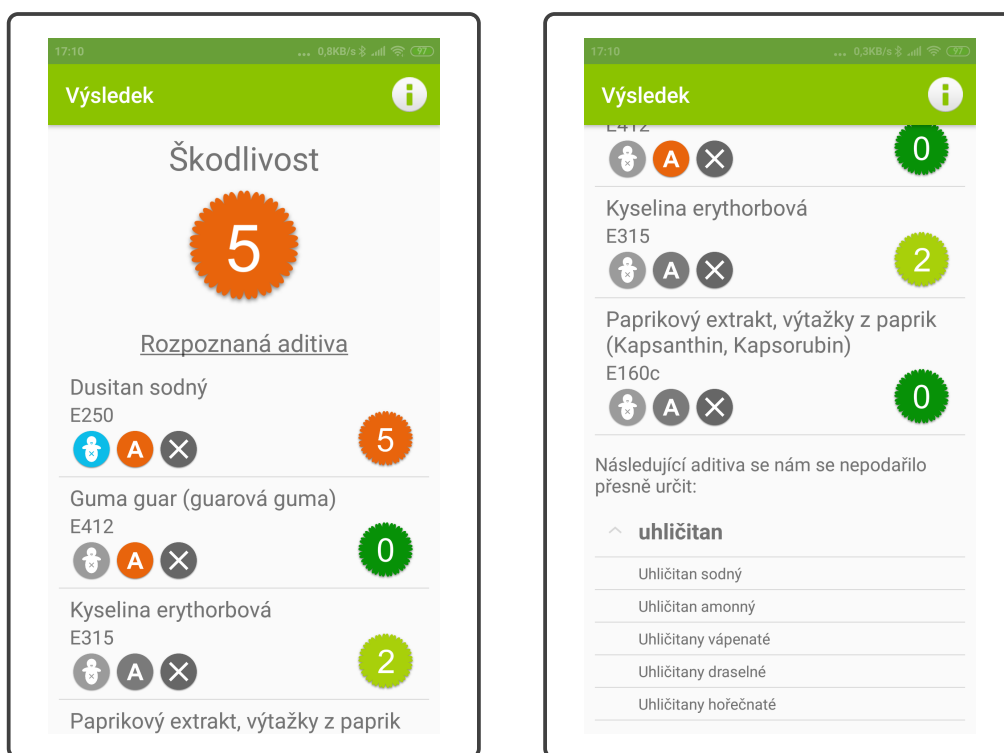 17:10
... 0,8KB/s 97
Výsledek
Škodlivost
5
Rozpoznaná aditiva
Dusitan sodný
E250
A
5
Guma guar (guarová guma)
E412
A
0
Kyselina erythorbová
E315
A
2
Paprikový extrakt, výtažky z paprik
17:10
... 0,3KB/s 97
Výsledek
E412
A
0
Kyselina erythorbová
E315
A
2
Paprikový extrakt, výtažky z paprik
(Kapsanthin, Kapsorubin)
E160c
A
0
Následující aditiva se nám se nepodařilo
přesně určit:
uhličitan
Uhličitan sodný
Uhličitan amonný
Uhličitany vápenaté
Uhličitany draselné
Uhličitany hořečnaté